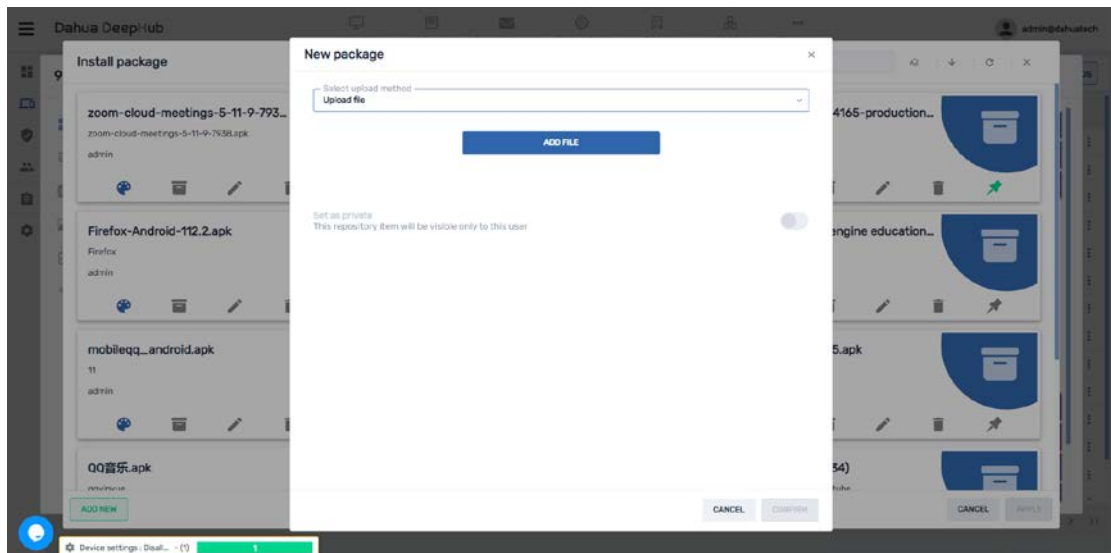 Dahua DeepHub
admin@dahuatech
Install package
zoom-cloud-meetings-5-11-9-793...
zoom-cloud-meetings-5-11-9-7938.apk
admin
Firefox-Android-112.2.apk
Firefox
admin
mobileqq_android.apk
11
admin
QQ音乐.apk
ADD NEW
New package
Select upload method
Upload file
ADD FILE
Set as private
This repository item will be visible only to this user
CANCEL
CONFIRM
4165-production...
engine education...
5.apk
34)
CANCEL
APPLY
Device settings : Disall... - (1)
1